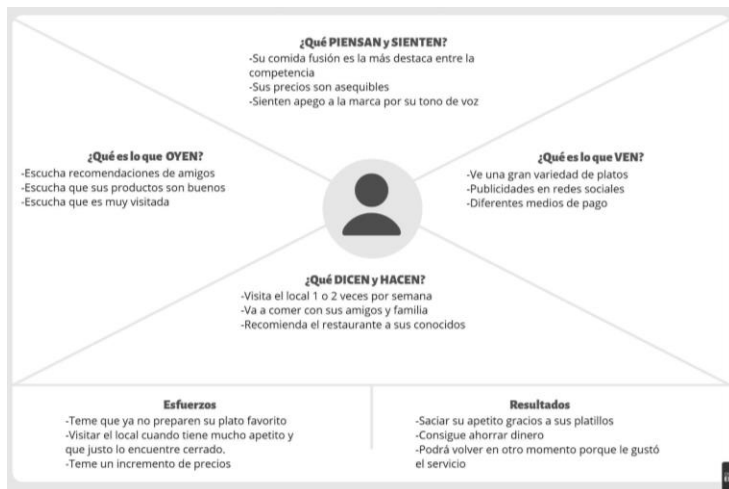 ¿Qué PIENSAN y SIENTEN?
-Su comida fusión es la más destaca entre la
competencia
-Sus precios son asequibles
-Sienten apego a la marca por su tono de voz
¿Qué es lo que OYEN?
-Escucha recomendaciones de amigos
-Escucha que sus productos son buenos
-Escucha que es muy visitada
¿Qué es lo que VEN?
-Ve una gran variedad de platos
-Publicidades en redes sociales
-Diferentes medios de pago
¿Qué DICEN y HACEN?
-Visita el local 1 o 2 veces por semana
-Va a comer con sus amigos y familia
-Recomienda el restaurante a sus conocidos
Esfuerzos
-Teme que ya no preparen su plato favorito
-Visitar el local cuando tiene mucho apetito y
que justo lo encuentre cerrado.
-Teme un incremento de precios
Resultados
-Saciar su apetito gracias a sus platillos
-Consigue ahorrar dinero
-Podrá volver en otro momento porque le gustó
el servicio